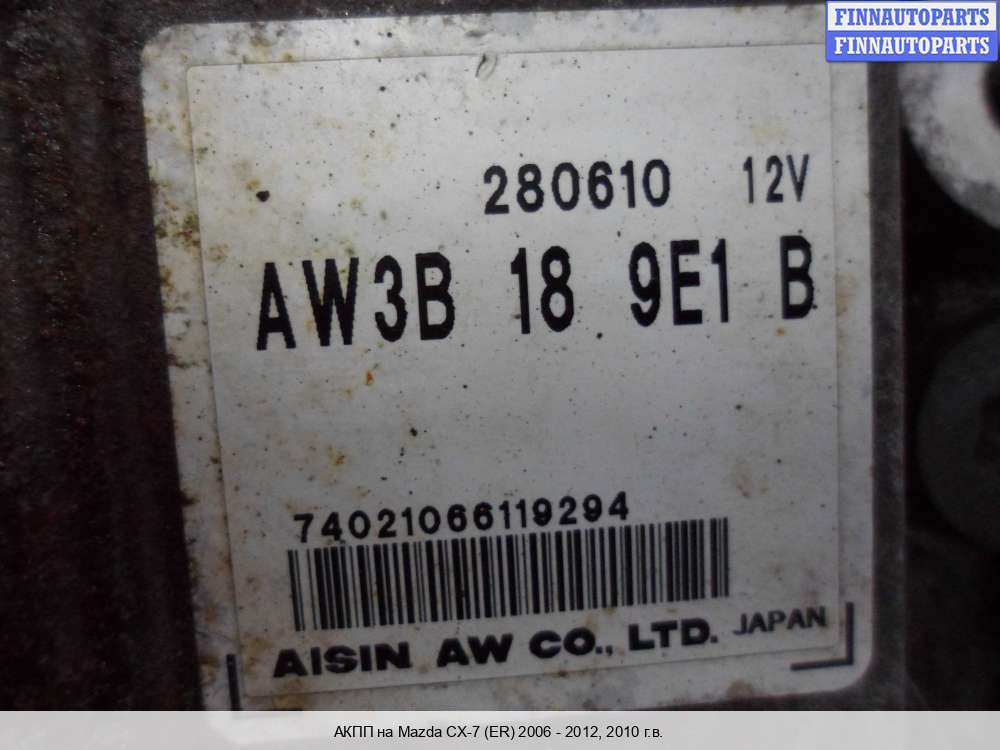 FINNAUTOPARTS
FINNAUTOPARTS
280610 12V
AW3B 18 9E1 B
74021066119294
AISIN AW CO., LTD. JAPAN
АКПП на Mazda CX-7 (ER) 2006 - 2012, 2010 г.в.